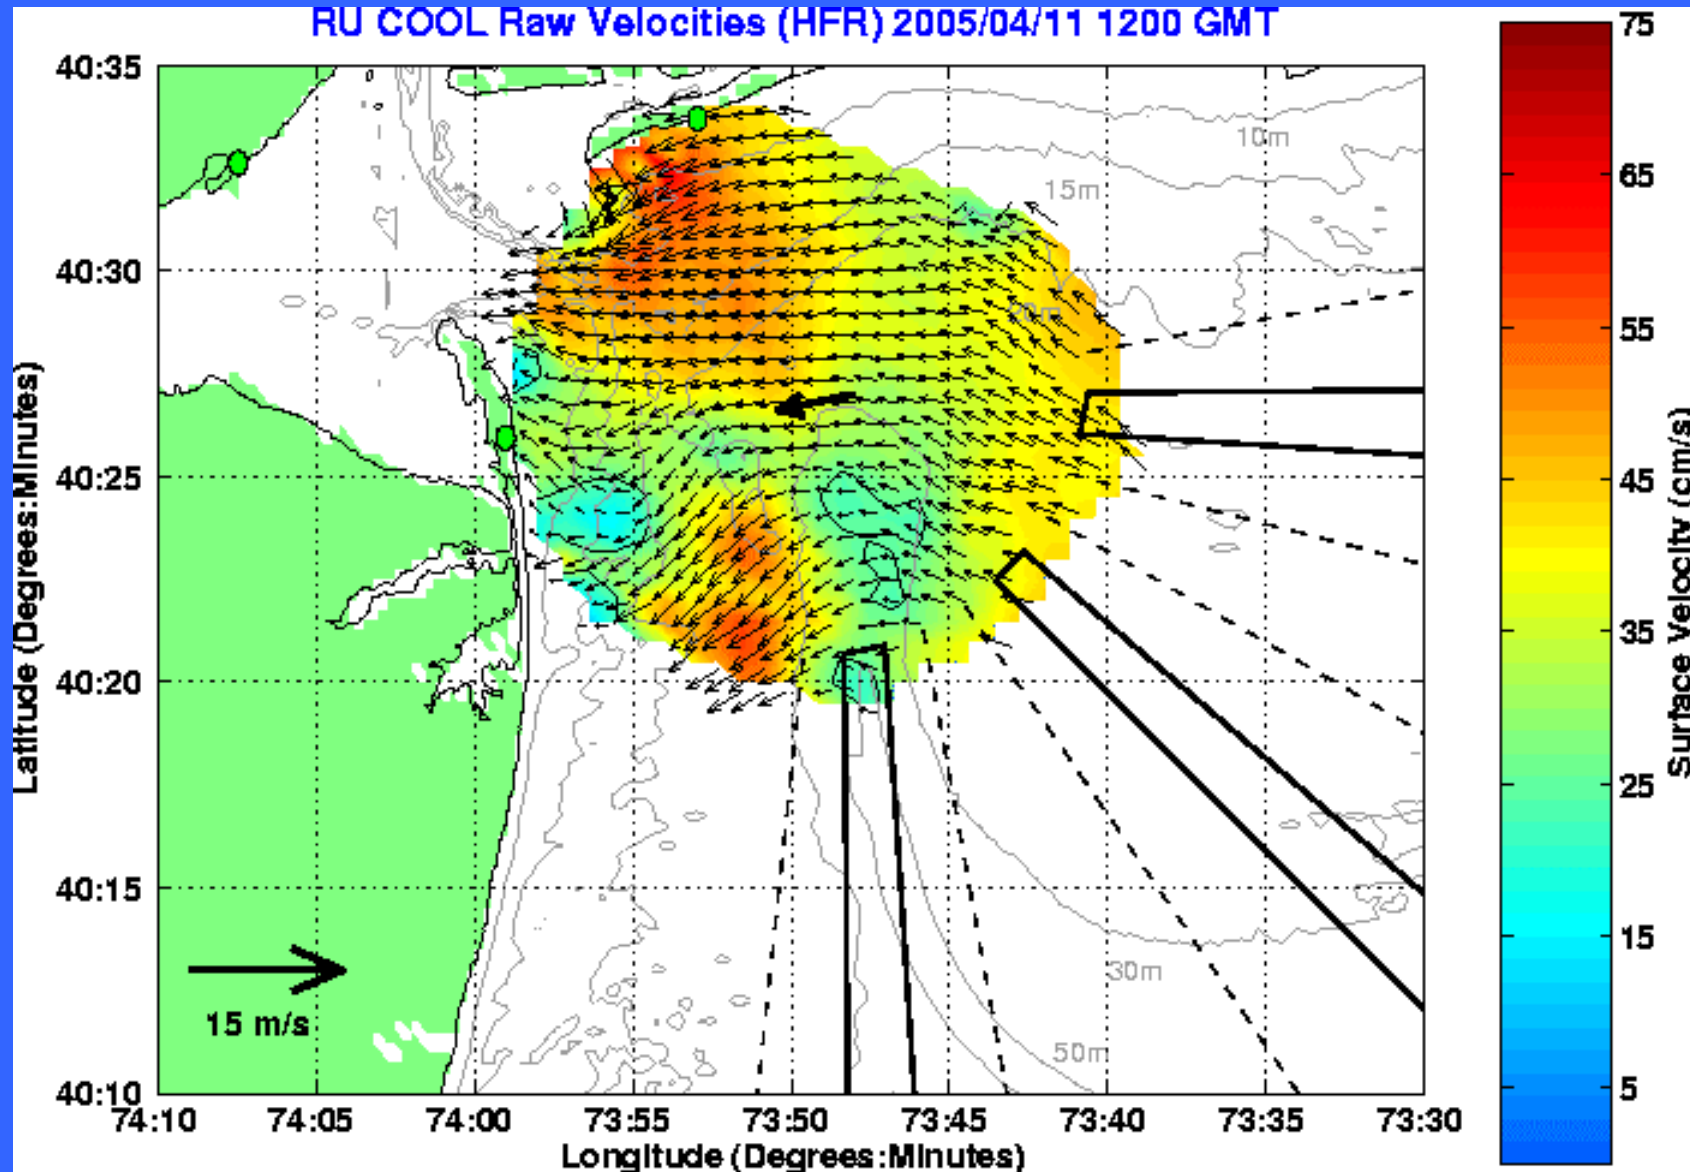 RU COOL Raw Velocities (HFR) 2005/04/11 1200 GMT
75
40:35
10m
15m
65
40:30
20m
55
Latitude (Degrees:Minutes)
40:25
45
Surface Velocity (cm/s)
35
40:20
25
40:15
15
30m
15 m/s
50m
5
40:10
74:10 74:05 74:00 73:55 73:50 73:45 73:40 73:35 73:30
Longitude (Degrees:Minutes)